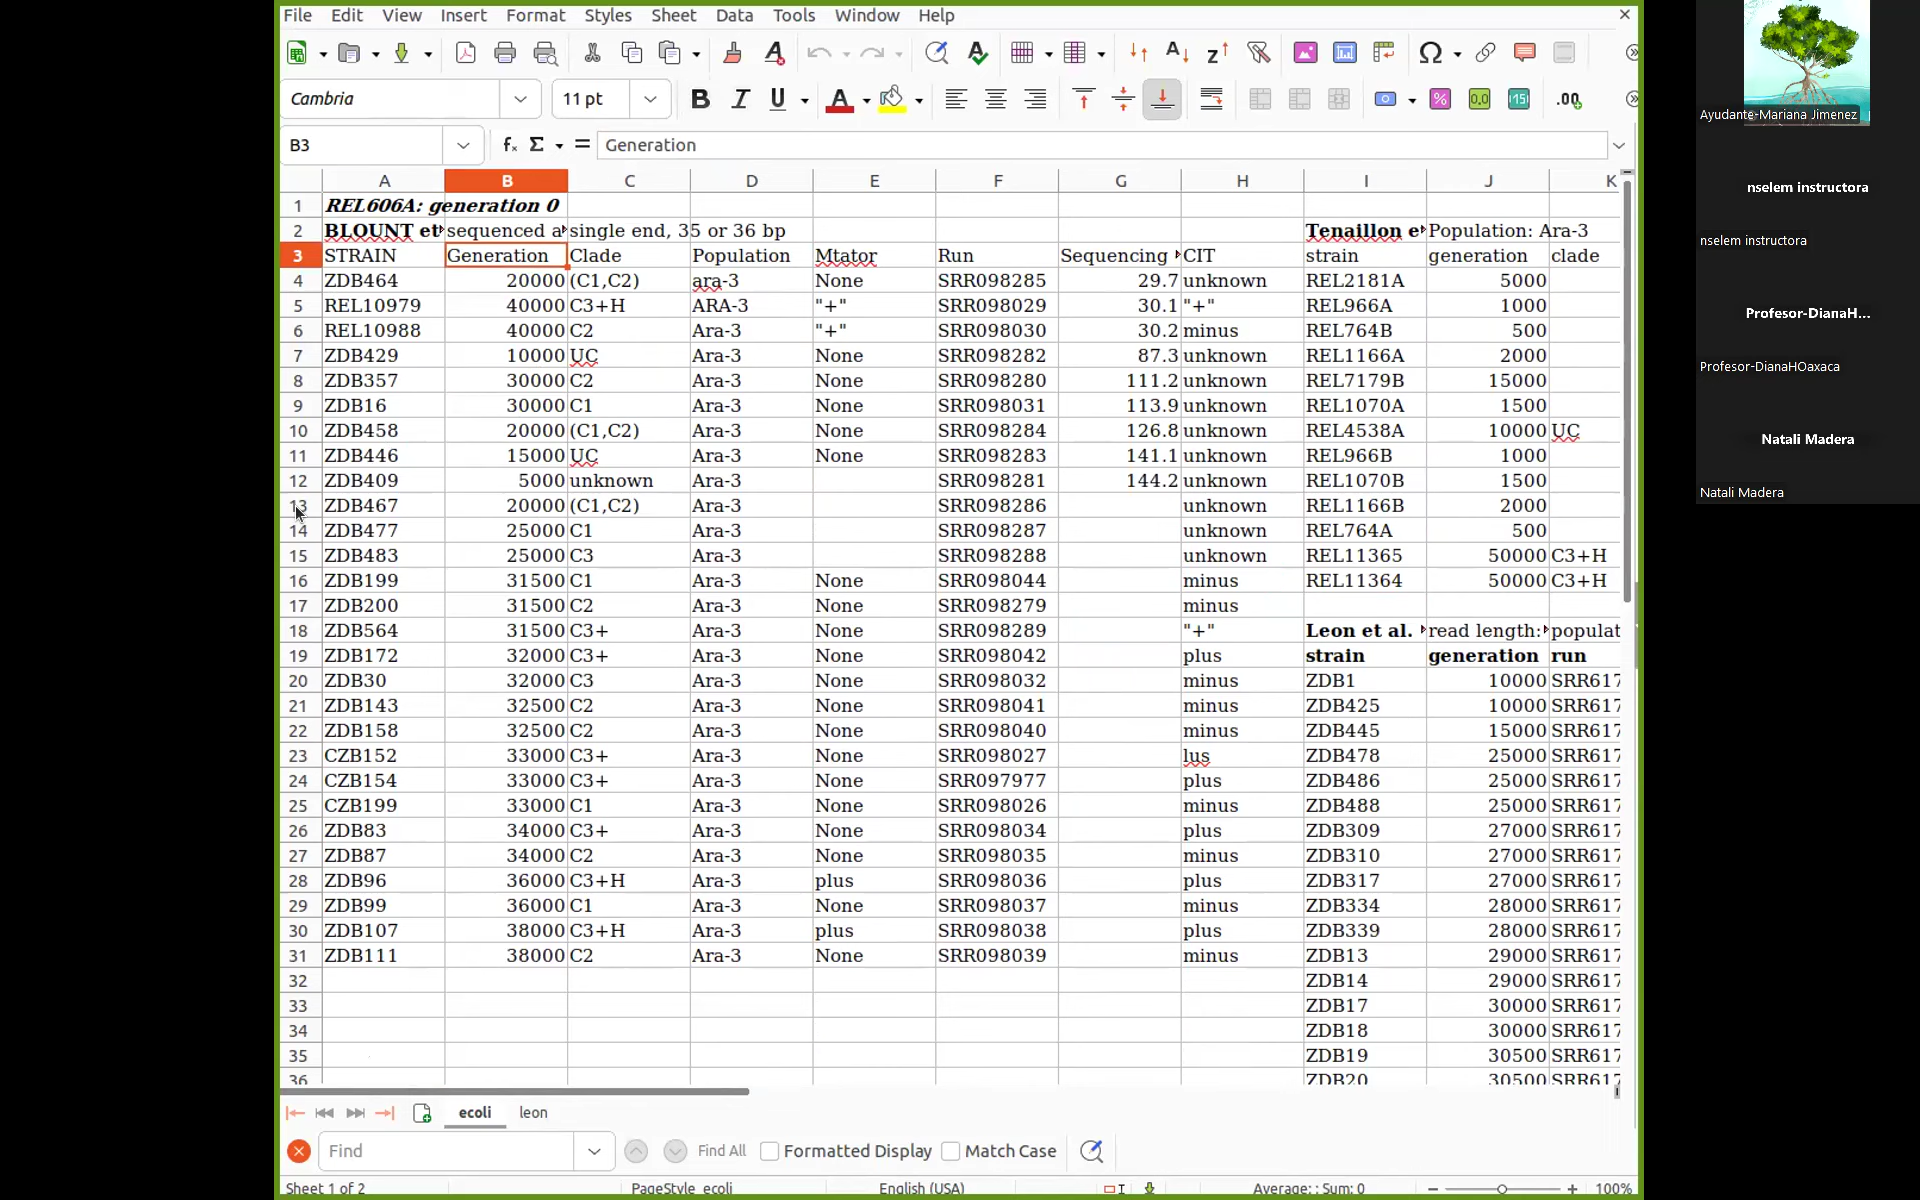 File Edit View Insert Format Styles Sheet Data Tools Window Help
Cambria 11 pt
B3 Generation
A B C D E F G H I J K
1 REL606A: generation 0
2 BLOUNT et sequenced a single end, 35 or 36 bp Tenaillon e Population: Ara-3
3 STRAIN Generation Clade Population Mtator Run Sequencing CIT strain generation clade
4 ZDB464 20000 (C1,C2) ara-3 None SRR098285 29.7 unknown REL2181A 5000
5 REL10979 40000 C3+H ARA-3 "+" SRR098029 30.1 "+" REL966A 1000
6 REL10988 40000 C2 Ara-3 "+" SRR098030 30.2 minus REL764B 500
7 ZDB429 10000 UC Ara-3 None SRR098282 87.3 unknown REL1166A 2000
8 ZDB357 30000 C2 Ara-3 None SRR098280 111.2 unknown REL7179B 15000
9 ZDB16 30000 C1 Ara-3 None SRR098031 113.9 unknown REL1070A 1500
10 ZDB458 20000 (C1,C2) Ara-3 None SRR098284 126.8 unknown REL4538A 10000 UC
11 ZDB446 15000 UC Ara-3 None SRR098283 141.1 unknown REL966B 1000
12 ZDB409 5000 unknown Ara-3 SRR098281 144.2 unknown REL1070B 1500
13 ZDB467 20000 (C1,C2) Ara-3 SRR098286 unknown REL1166B 2000
14 ZDB477 25000 C1 Ara-3 SRR098287 unknown REL764A 500
15 ZDB483 25000 C3 Ara-3 SRR098288 unknown REL11365 50000 C3+H
16 ZDB199 31500 C1 Ara-3 None SRR098044 minus REL11364 50000 C3+H
17 ZDB200 31500 C2 Ara-3 None SRR098279 minus
18 ZDB564 31500 C3+ Ara-3 None SRR098289 "+" Leon et al. read length: populat
19 ZDB172 32000 C3+ Ara-3 None SRR098042 plus strain generation run
20 ZDB30 32000 C3 Ara-3 None SRR098032 minus ZDB1 10000 SRR617
21 ZDB143 32500 C2 Ara-3 None SRR098041 minus ZDB425 10000 SRR617
22 ZDB158 32500 C2 Ara-3 None SRR098040 minus ZDB445 15000 SRR617
23 CZB152 33000 C3+ Ara-3 None SRR098027 lus ZDB478 25000 SRR617
24 CZB154 33000 C3+ Ara-3 None SRR097977 plus ZDB486 25000 SRR617
25 CZB199 33000 C1 Ara-3 None SRR098026 minus ZDB488 25000 SRR617
26 ZDB83 34000 C3+ Ara-3 None SRR098034 plus ZDB309 27000 SRR617
27 ZDB87 34000 C2 Ara-3 None SRR098035 minus ZDB310 27000 SRR617
28 ZDB96 36000 C3+H Ara-3 plus SRR098036 plus ZDB317 27000 SRR617
29 ZDB99 36000 C1 Ara-3 None SRR098037 minus ZDB334 28000 SRR617
30 ZDB107 38000 C3+H Ara-3 plus SRR098038 plus ZDB339 28000 SRR617
31 ZDB111 38000 C2 Ara-3 None SRR098039 minus ZDB13 29000 SRR617
32 ZDB14 29000 SRR617
33 ZDB17 30000 SRR617
34 ZDB18 30000 SRR617
35 ZDB19 30500 SRR617
36 ZDB20 30500 SRR617
ecoli leon
Find Find All Formatted Display Match Case
Sheet 1 of 2 PageStyle_ecoli English (USA) Average: ; Sum: 0 100%
Ayudante-Mariana Jimenez
nselem instructora
nselem instructora
Profesor-DianaH...
Profesor-DianaHOaxaca
Natali Madera
Natali Madera